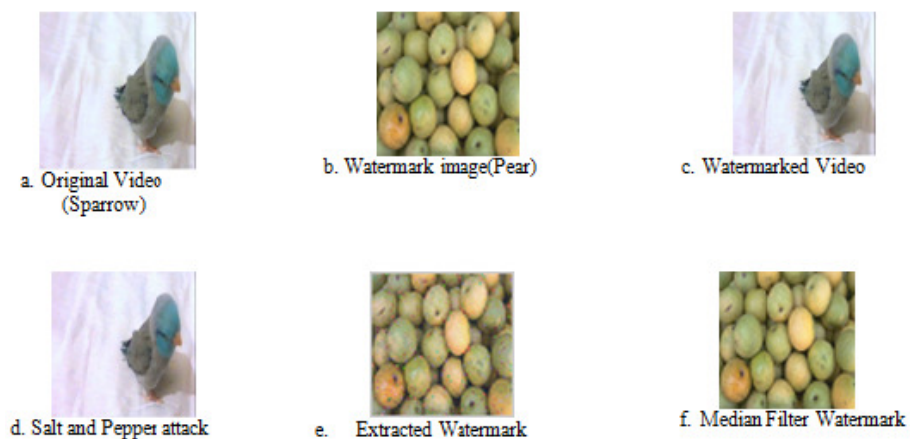 a. Original Video
(Sparrow)
b. Watermark image(Pear)
c. Watermarked Video
d. Salt and Pepper attack
e. Extracted Watermark
f. Median Filter Watermark